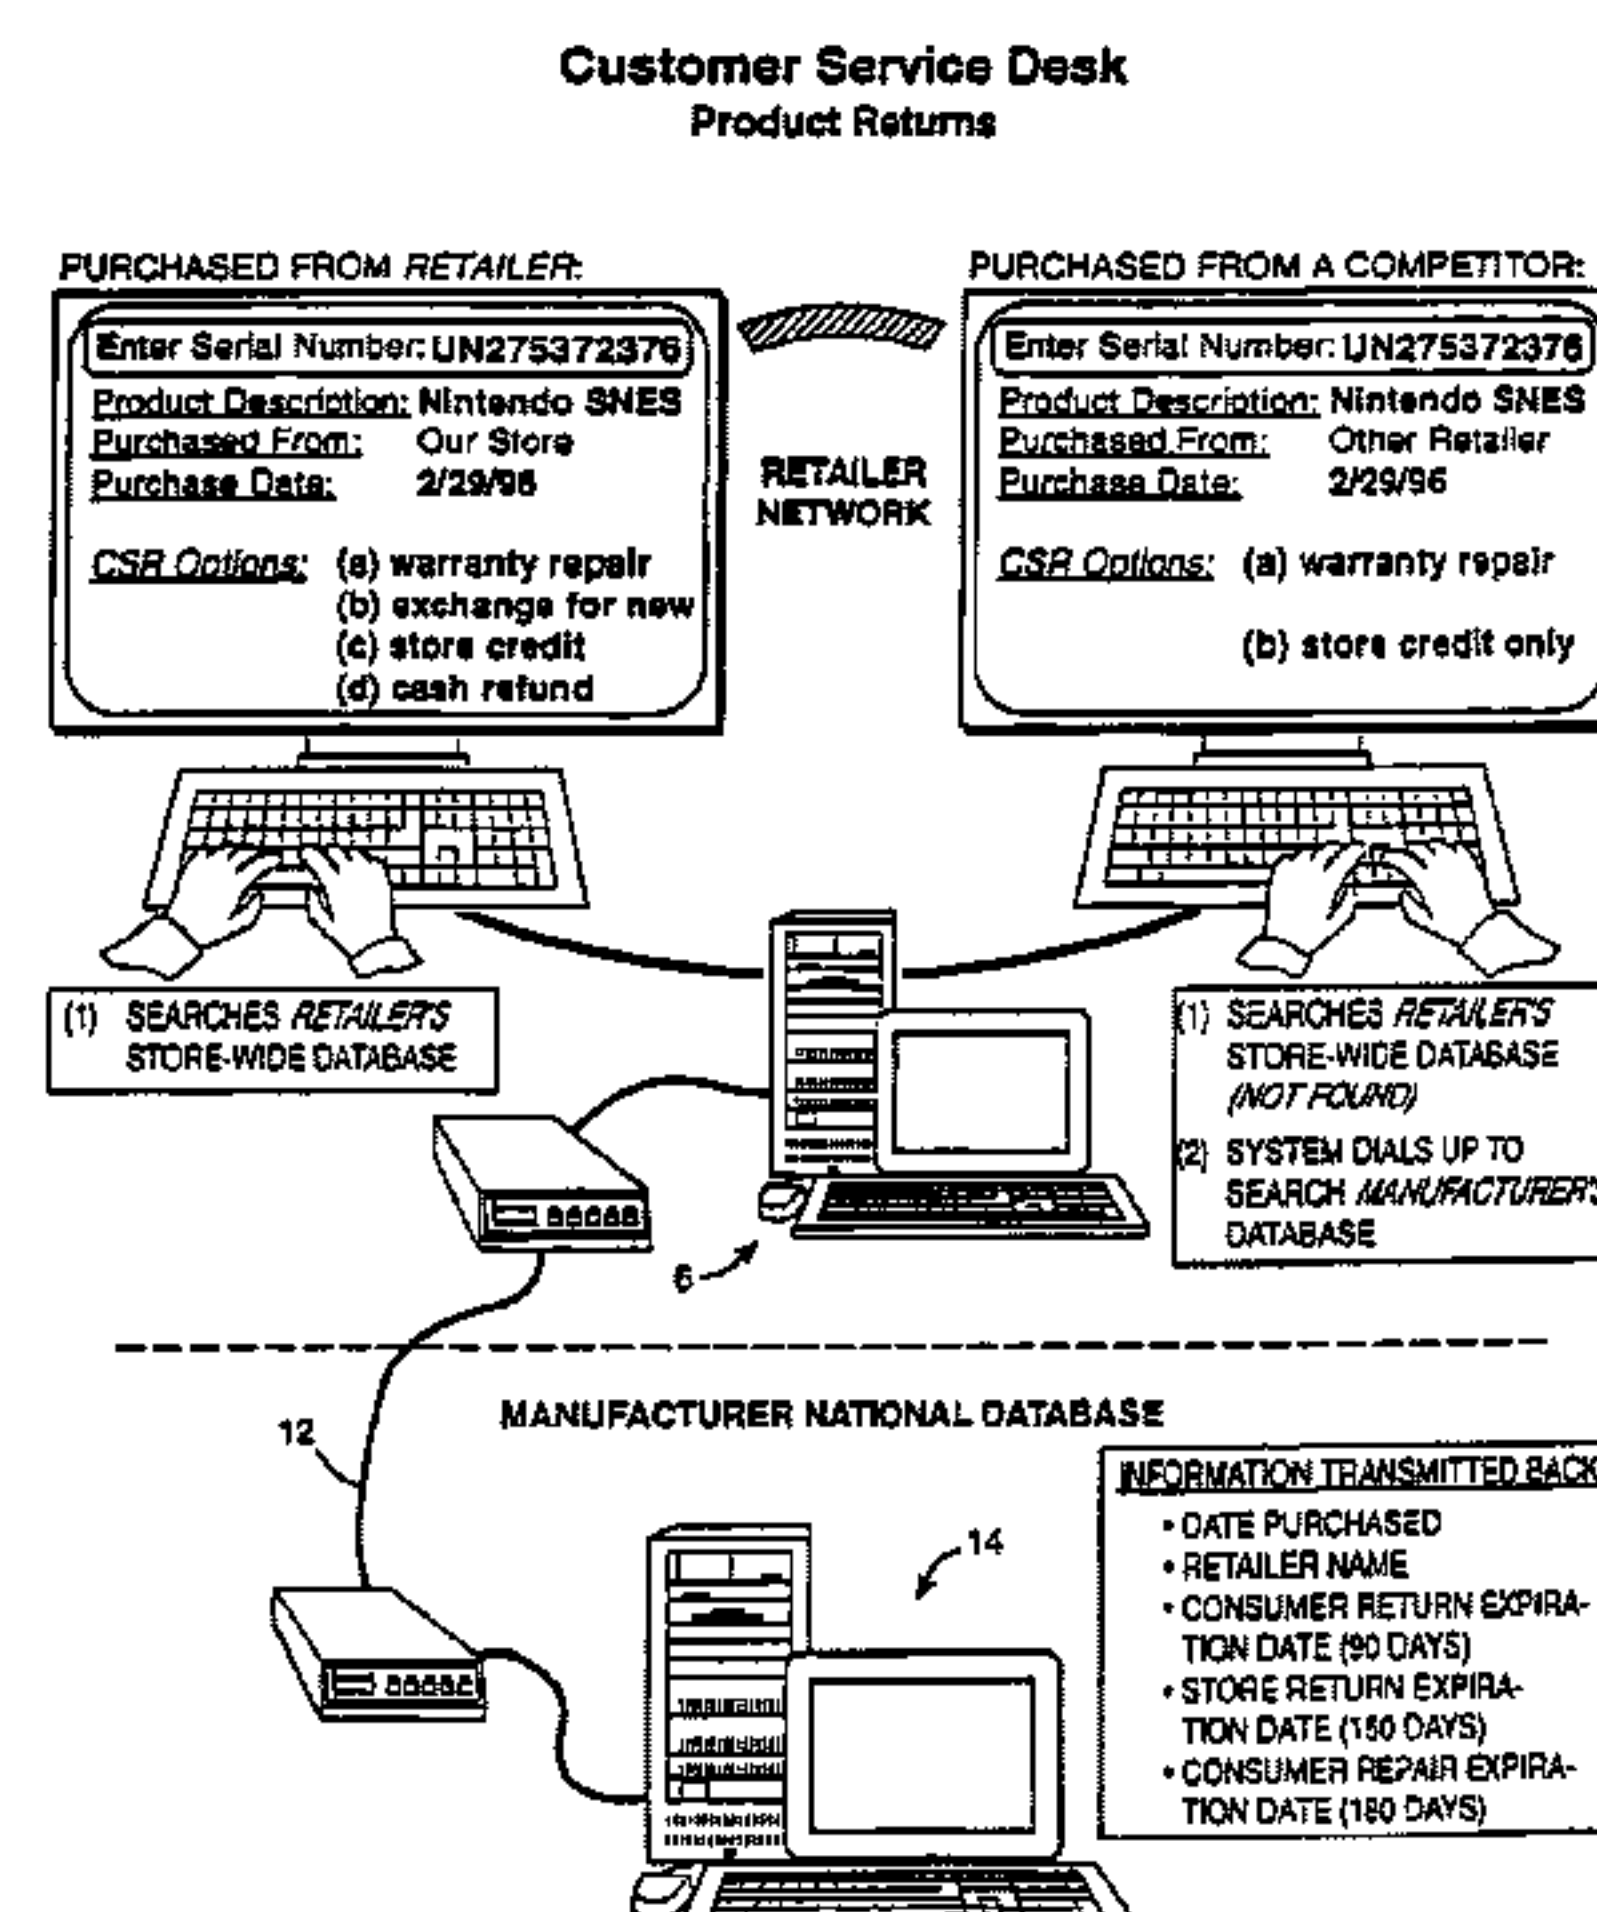 Customer Service Desk
Product Returns
PURCHASED FROM RETAILER:
Enter Serial Number: UN275372376
Product Description: Nintendo SNES
Purchased From: Our Store
Purchase Date: 2/29/96
CSR Options: (a) warranty repair
(b) exchange for new
(c) store credit
(d) cash refund
RETAILER
NETWORK
PURCHASED FROM A COMPETITOR:
Enter Serial Number: UN275372376
Product Description: Nintendo SNES
Purchased From: Other Retailer
Purchase Date: 2/29/96
CSR Options: (a) warranty repair
(b) store credit only
(1) SEARCHES RETAILER'S
STORE-WIDE DATABASE
(1) SEARCHES RETAILER'S
STORE-WIDE DATABASE
(NOT FOUND)
(2) SYSTEM DIALS UP TO
SEARCH MANUFACTURER'S
DATABASE
6
12
MANUFACTURER NATIONAL DATABASE
14
INFORMATION TRANSMITTED BACK
• DATE PURCHASED
• RETAILER NAME
• CONSUMER RETURN EXPIRA-
TION DATE (90 DAYS)
• STORE RETURN EXPIRA-
TION DATE (150 DAYS)
• CONSUMER REPAIR EXPIRA-
TION DATE (180 DAYS)